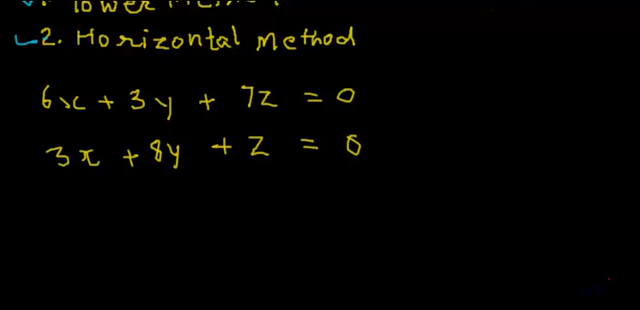 2. Horizontal method
6x + 3y + 7z = 0
3x + 8y + z = 0